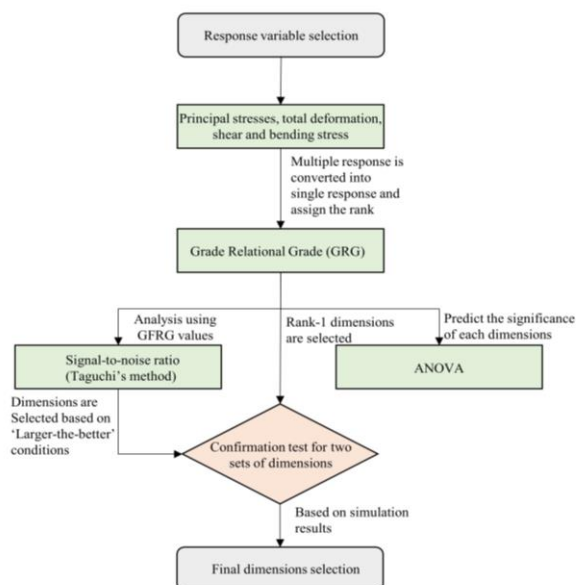 Response variable selection
Principal stresses, total deformation,
shear and bending stress
Multiple response is
converted into
single response and
assign the rank
Grade Relational Grade (GRG)
Analysis using
GFRG values
Rank-1 dimensions
are selected
Predict the significance
of each dimensions
Signal-to-noise ratio
(Taguchi's method)
ANOVA
Dimensions are
Selected based on
'Larger-the-better'
conditions
Confirmation test for two
sets of dimensions
Based on simulation
results
Final dimensions selection